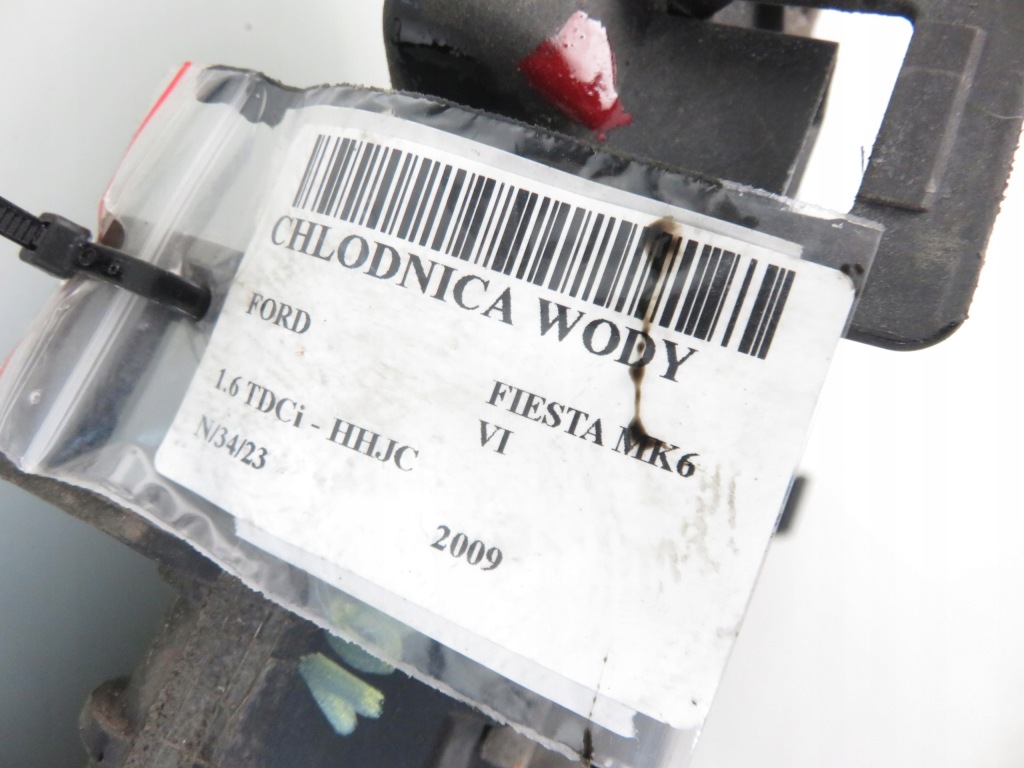 CHLODNICA WODY
FORD
FIESTA MK6
VI
1.6 TDCi - HHJC
N/34/23
2009